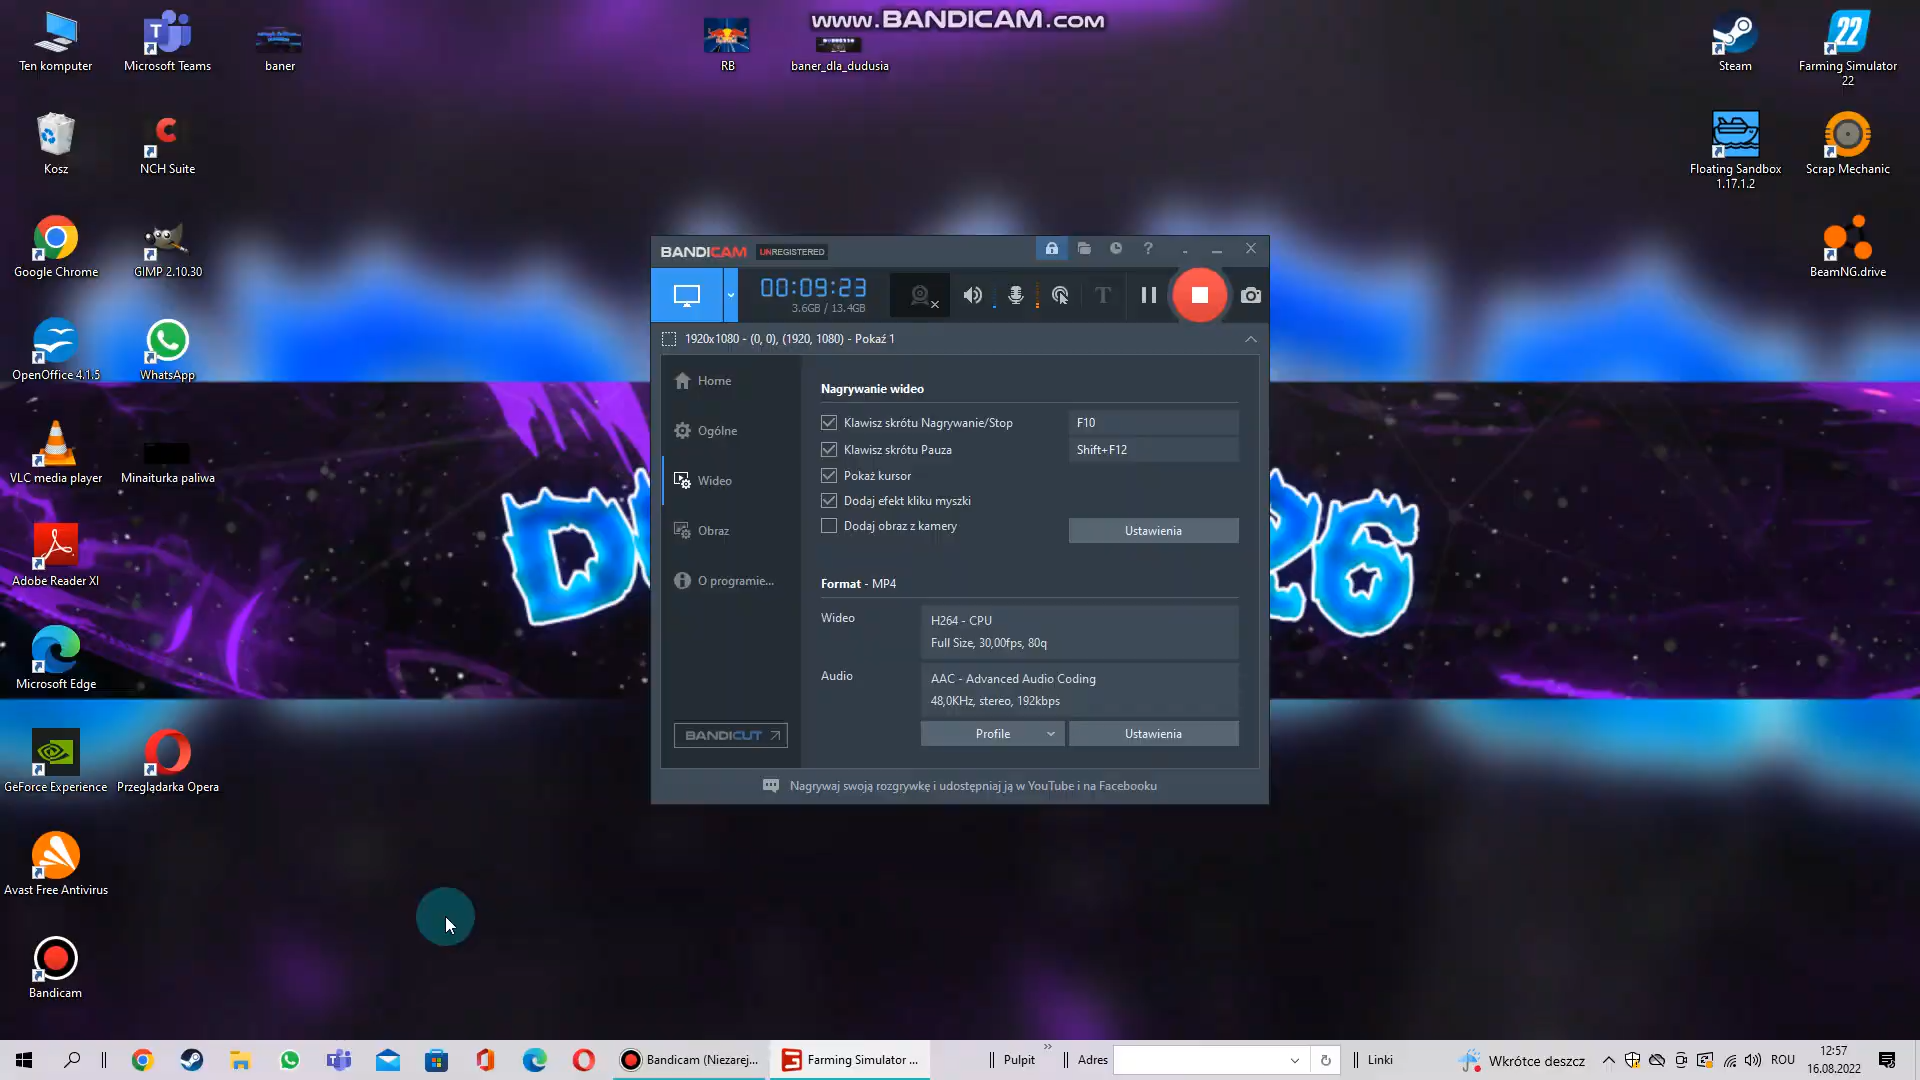 www.BANDICAM.com
Ten komputer
Microsoft Teams
baner
RB
baner_dla_dudusia
Steam
Farming Simulator
22
Kosz
NCH Suite
Floating Sandbox
1.17.1.2
Scrap Mechanic
Google Chrome
GIMP 2.10.30
BeamNG.drive
OpenOffice 4.1.5
WhatsApp
VLC media player
Minaiturka paliwa
Adobe Reader XI
Microsoft Edge
GeForce Experience
Przeglądarka Opera
Avast Free Antivirus
Bandicam
BANDICAM UNREGISTERED
00:09:23
3.6GB / 13.4GB
1920x1080 - (0, 0), (1920, 1080) - Pokaź 1
Home
Ogólne
Wideo
Obraz
O programie...
BANDICUT
Nagrywanie wideo
Klawisz skrótu Nagrywanie/Stop
F10
Klawisz skrótu Pauza
Shift+F12
Pokaż kursor
Dodaj efekt kliku myszki
Dodaj obraz z kamery
Ustawienia
Format - MP4
Wideo
H264 - CPU
Full Size, 30,00fps, 80q
Audio
AAC - Advanced Audio Coding
48,0KHz, stereo, 192kbps
Profile
Ustawienia
Nagrywaj swoją rozgrywkę i udostępniaj ją w YouTube i na Facebooku
26
Bandicam (Niezarej...
Farming Simulator ...
Pulpit
Adres
Linki
Wkrótce deszcz
ROU
12:57
16.08.2022